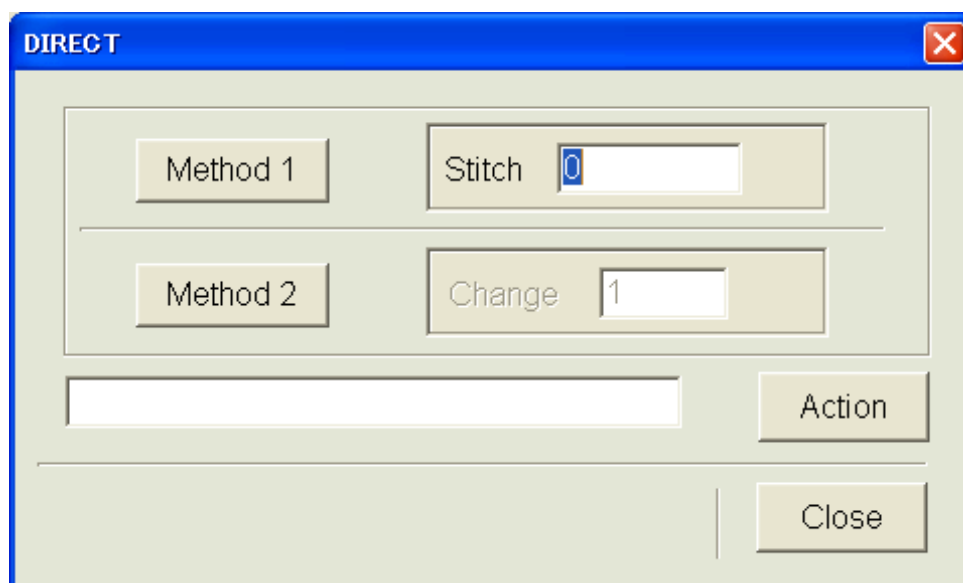 DIRECT
Method 1
Stitch 0
Method 2
Change 1
Action
Close